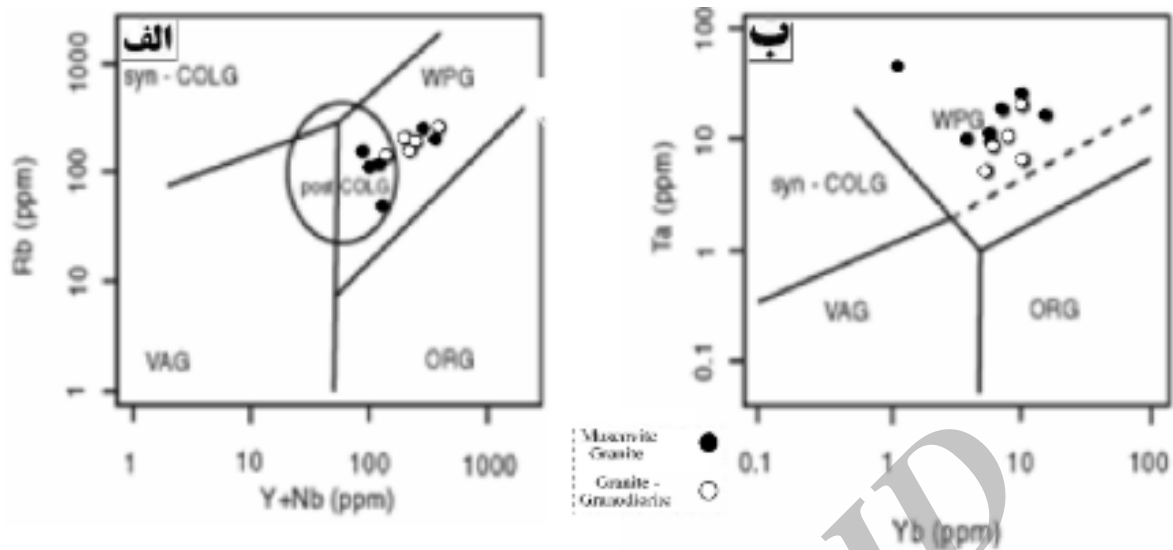 الف
syn - COLG
WPG
post COLG
VAG
ORG
1000
100
10
1
Rb (ppm)
1
10
100
1000
Y+Nb (ppm)
ب
WPG
syn - COLG
VAG
ORG
100
10
1
0.1
Ta (ppm)
0.1
1
10
100
Yb (ppm)
Muscovite
Granite
Granite -
Granodiorite